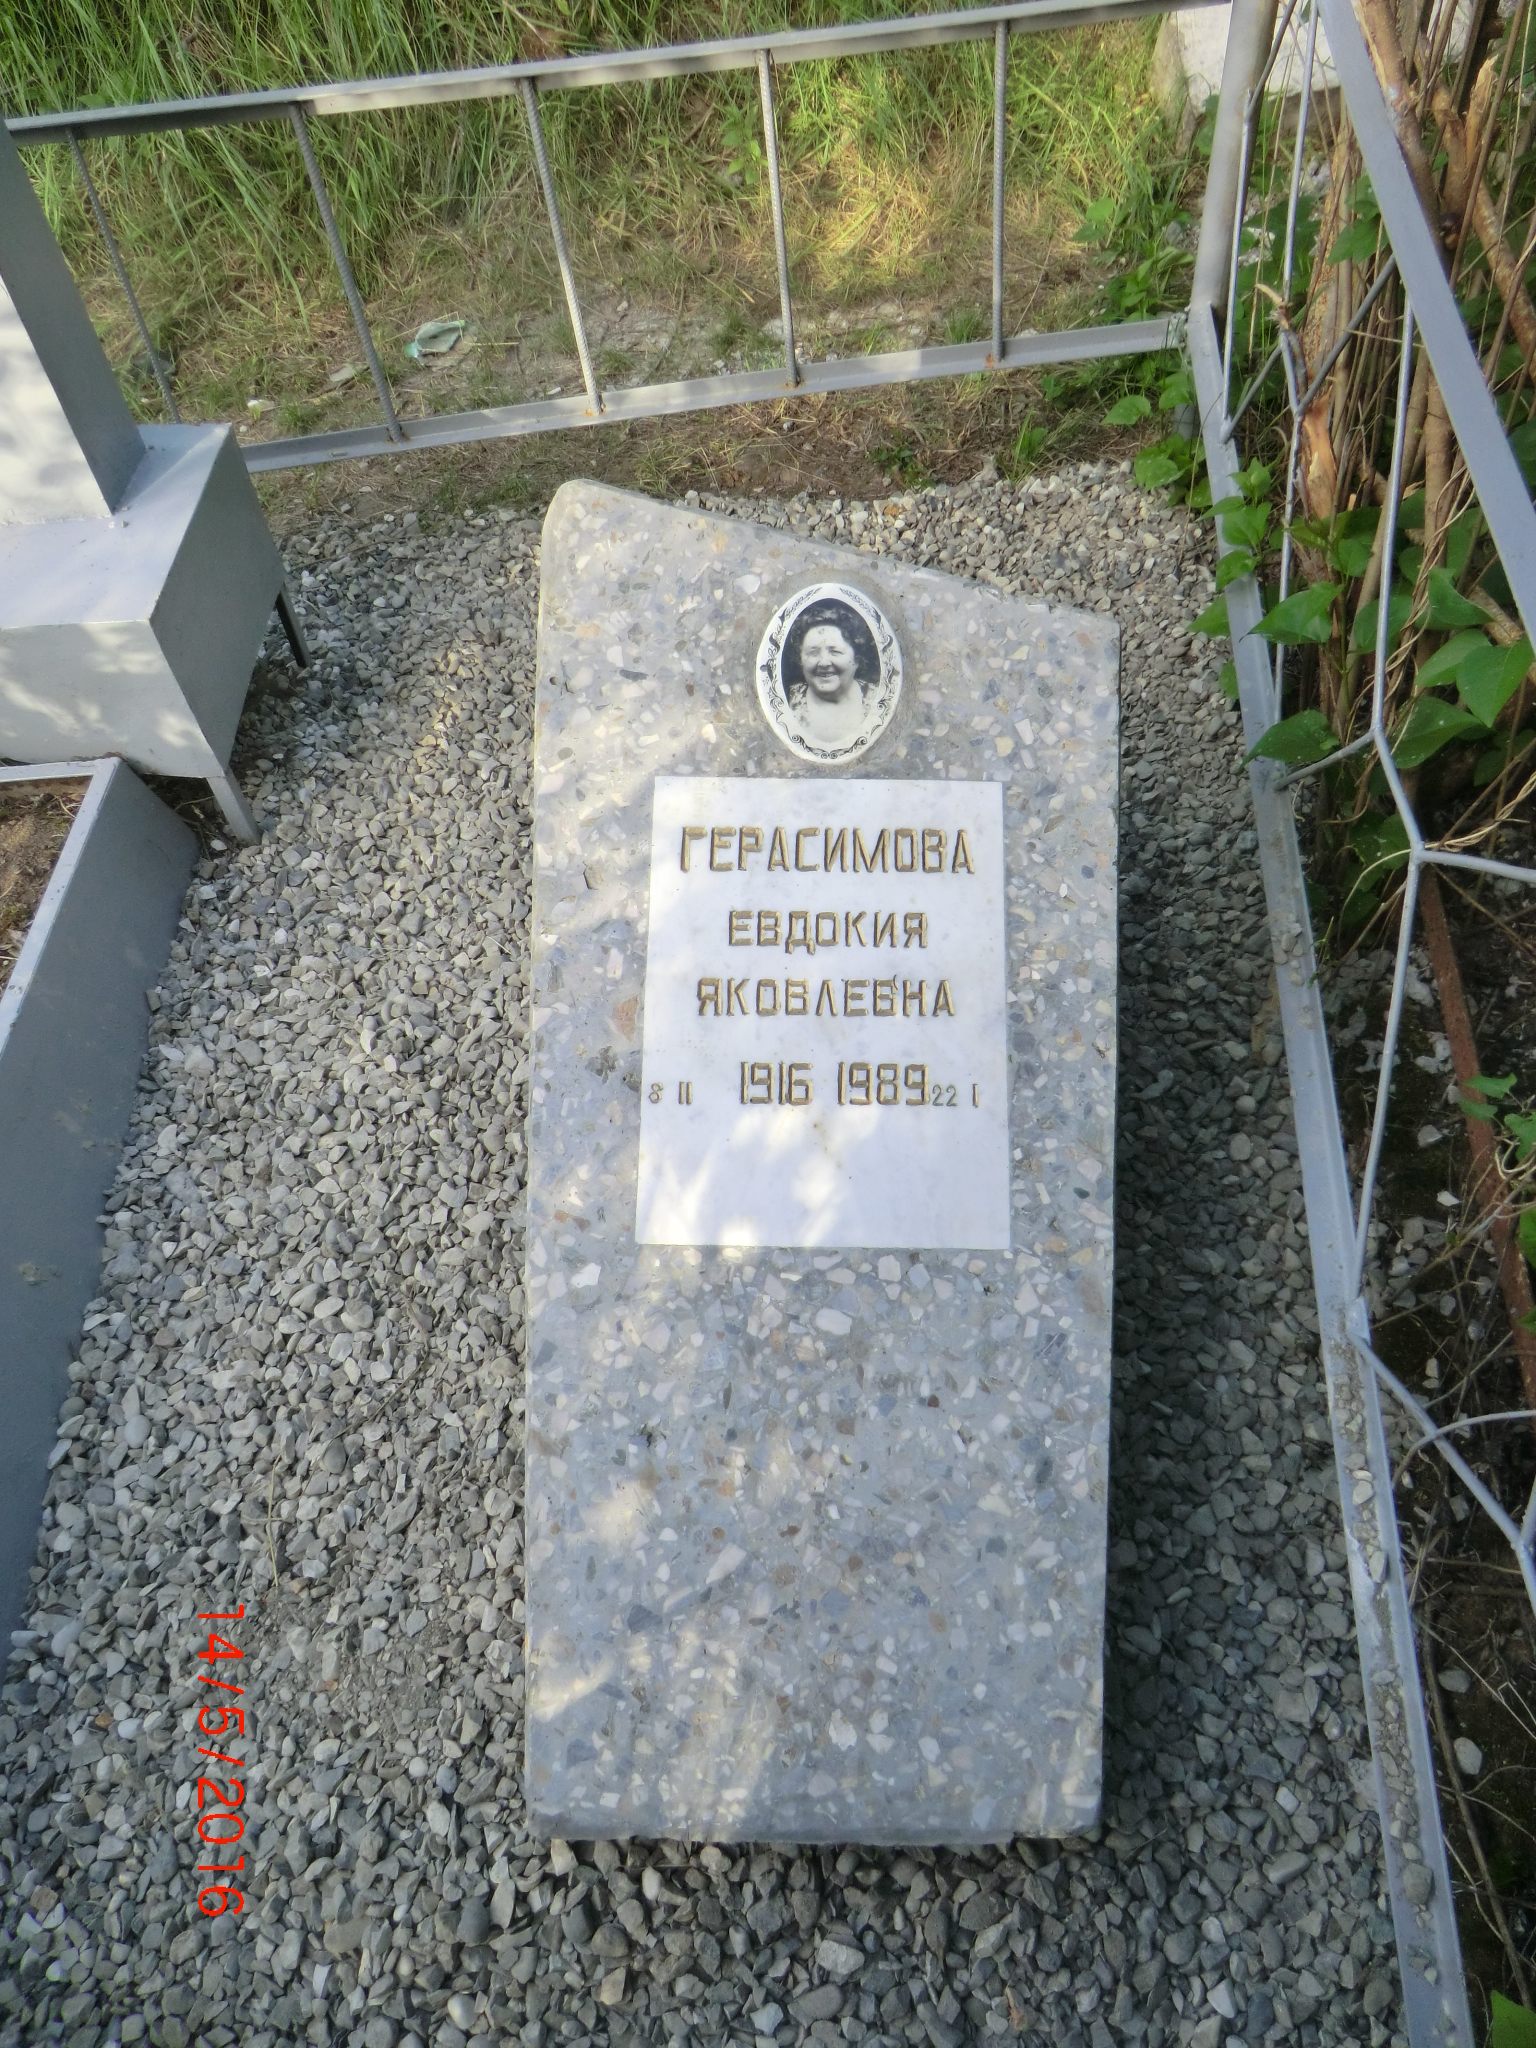 ГЕРАСИМОВА
ЕВДОКИЯ
ЯКОВЛЕВНА
8 II 1916 1989 22 I
14/5/2016